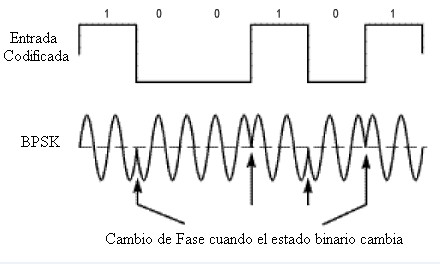 1 0 0 1 0 1
Entrada
Codificada
BPSK
Cambio de Fase cuando el estado binario cambia